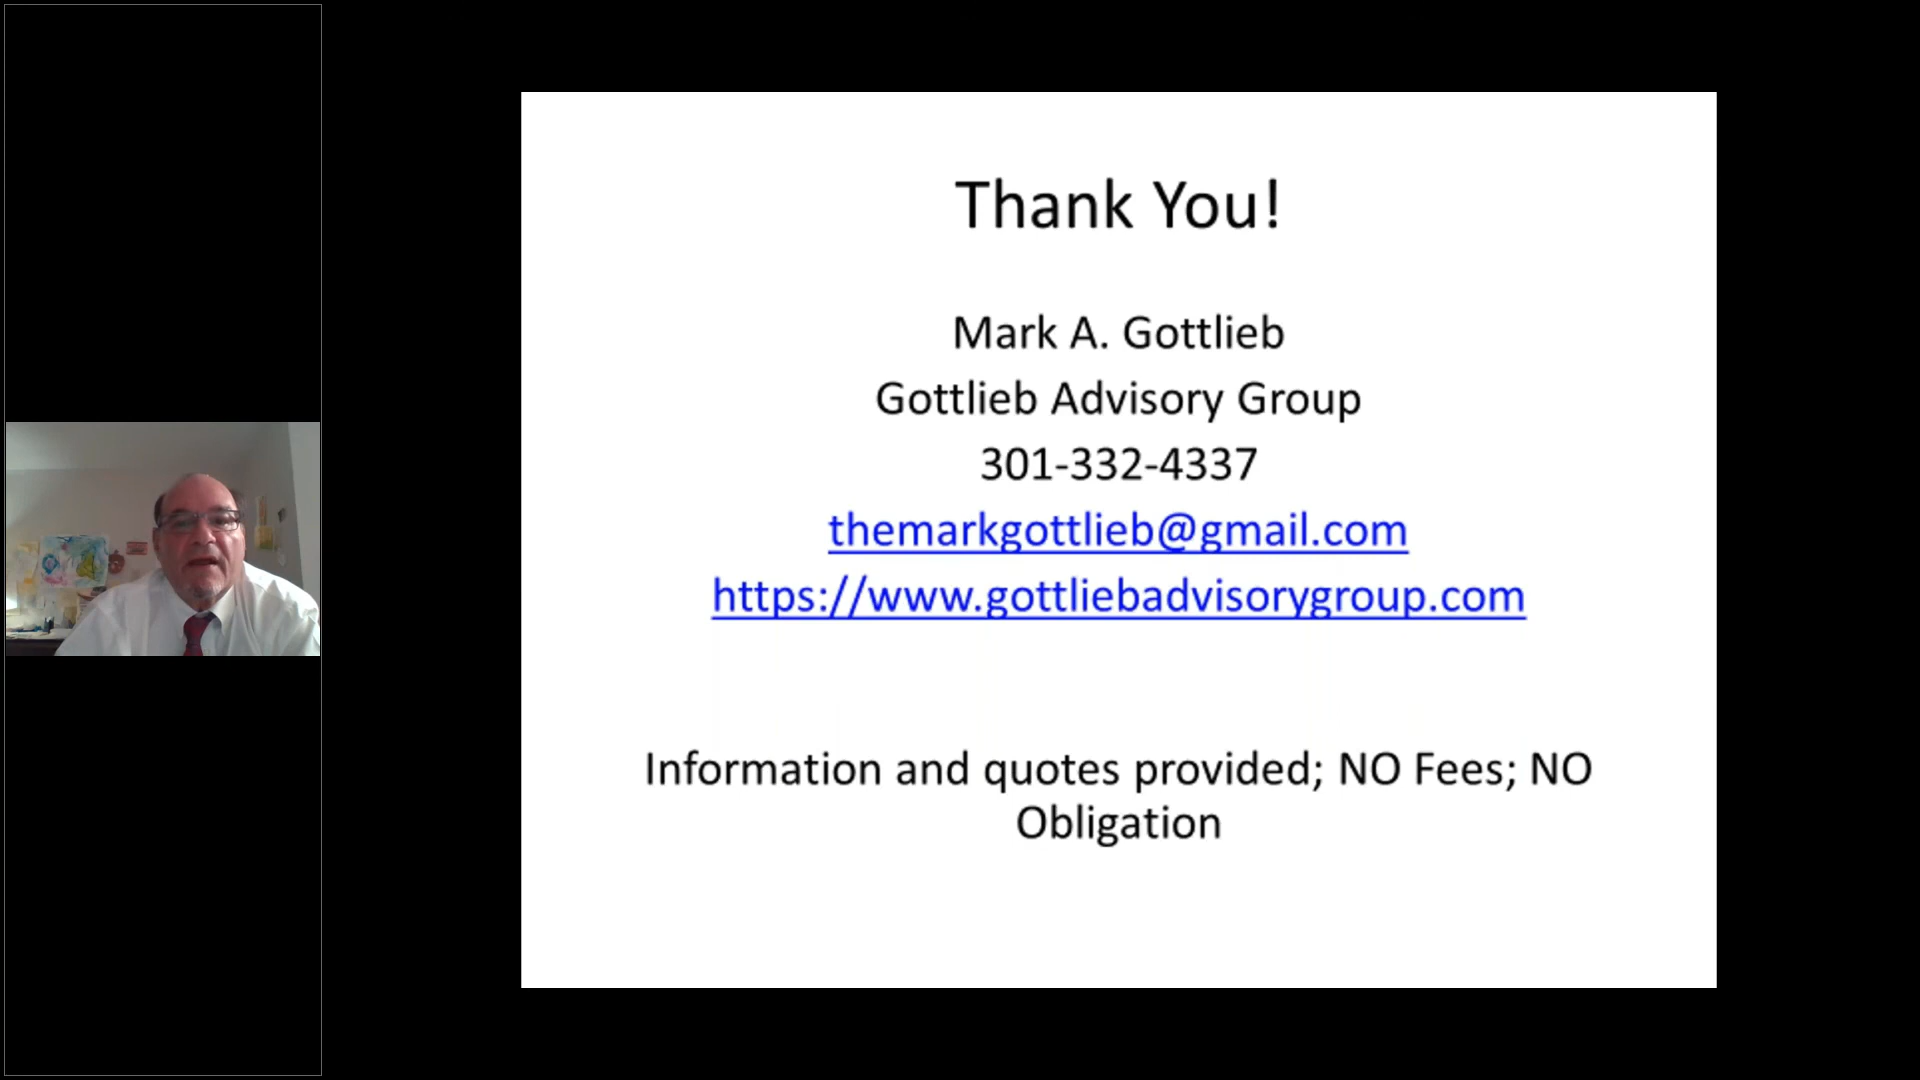 Thank You!
Mark A. Gottlieb
Gottlieb Advisory Group
301-332-4337
themarkgottlieb@gmail.com
https://www.gottliebadvisorygroup.com
Information and quotes provided; NO Fees; NO
Obligation